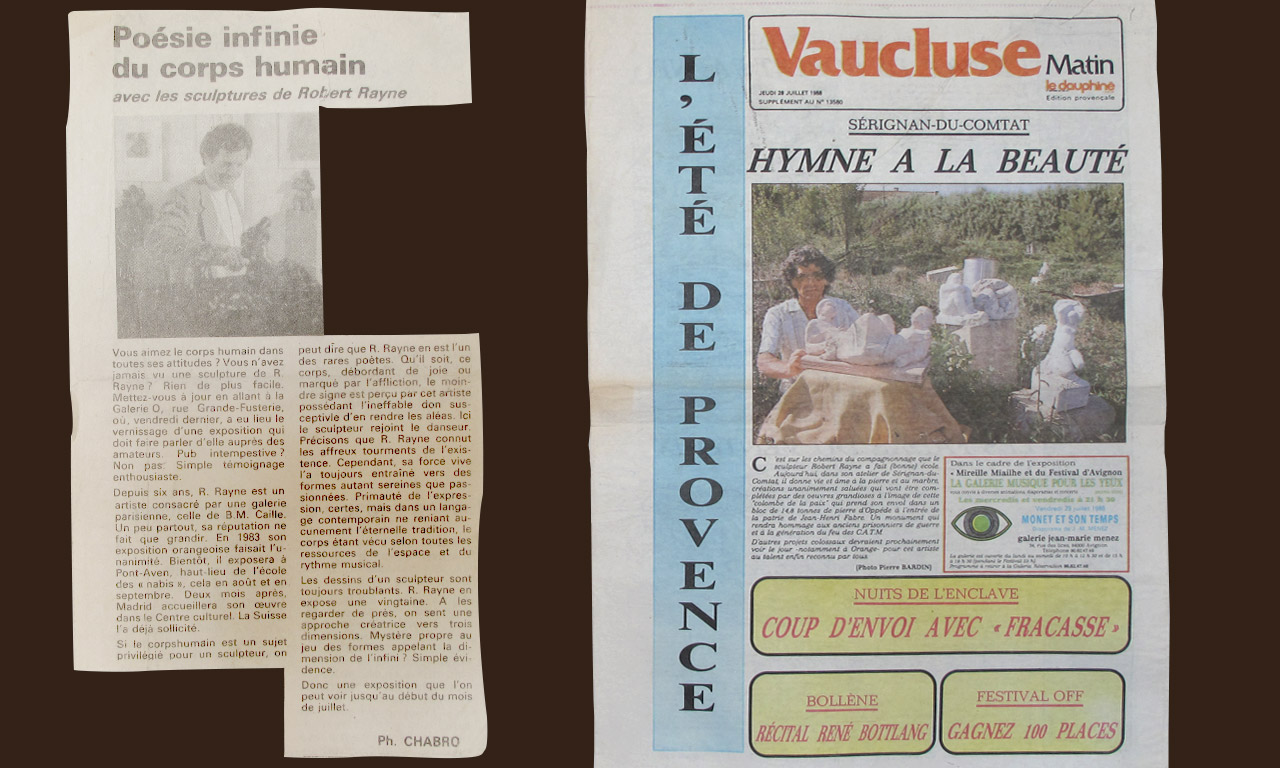 Poésie infinie
du corps humain
avec les sculptures de Robert Rayne
Vous aimez le corps humain dans
toutes ses attitudes ? Vous n'avez
jamais vu une sculpture de R.
Rayne ? Rien de plus facile.
Mettez-vous à jour en allant à la
Galerie O, rue Grande-Fusterie,
où, vendredi dernier, a eu lieu le
vernissage d'une exposition qui
doit faire parler d'elle auprès des
amateurs. Pub intempestive ?
Non pas. Simple témoignage
enthousiaste.
Depuis six ans, R. Rayne est un
artiste consacré par une galerie
parisienne, celle de B.M. Caille.
Un peu partout, sa réputation ne
fait que grandir. En 1983 son
exposition orangeoise faisait l'u-
nanimité. Bientôt, il exposera à
Pont-Aven, haut-lieu de l'école
des « nabis », cela en août et en
septembre. Deux mois après,
Madrid accueillera son œuvre
dans le Centre culturel. La Suisse
l'a déjà sollicité.
Si le corpshumain est un sujet
privilégié pour un sculpteur, on
peut dire que R. Rayne en est l'un
des rares poètes. Qu'il soit, ce
corps, débordant de joie ou
marqué par l'affliction, le moin-
dre signe est perçu par cet artiste
possédant l'ineffable don sus-
ceptivle d'en rendre les aléas. Ici
le sculpteur rejoint le danseur.
Précisons que R. Rayne connut
les affreux tourments de l'exis-
tence. Cependant, sa force vive
l'a toujours entraîne vers des
formes autant sereines que pas-
sionnées. Primauté de l'expres-
sion, certes, mais dans un langa-
ge contemporain ne reniant au-
cunement l'éternelle tradition, le
corps étant vécu selon toutes les
ressources de l'espace et du
rythme musical.
Les dessins d'un sculpteur sont
toujours troublants. R. Rayne en
expose une vingtaine. A les
regarder de près, on sent une
approche créatrice vers trois
dimensions. Mystère propre au
jeu des formes appelant la di-
mension de l'infini ? Simple évi-
dence.
Donc une exposition que l'on
peut voir jusqu'au début du mois
de juillet.
Ph. CHABRO
L'ÉTÉ DE PROVENCE
Vaucluse Matin
le dauphiné
Edition provençale
JEUDI 28 JUILLET 1988
SUPPLÉMENT AU N° 13580
SÉRIGNAN-DU-COMTAT
HYMNE A LA BEAUTÉ
C'est sur les chemins du compagnonnage que le
sculpteur Robert Rayne a fait (bonne) école.
Aujourd'hui, dans son atelier de Sérignan-du-
Comtat, il donne vie et âme à la pierre et au marbre,
créations unanimement saluées qui vont être com-
plétées par des oeuvres grandioses à l'image de cette
"colombe de la paix" qui prend son envol dans un
bloc de 14,8 tonnes de pierre d'Oppède à l'entrée de
la patrie de Jean-Henri Fabre. Un monument qui
rendra hommage aux anciens prisonniers de guerre
et à la génération du feu des C.A.T.M
D'autres projets colossaux devraient prochainement
voir le jour -notamment à Orange- pour cet artiste
au talent enfin reconnu par tous.
(Photo Pierre BARDIN)
Dans le cadre de l'exposition
• Mireille Miailhe et du Festival d'Avignon
LA GALERIE MUSIQUE POUR LES YEUX
Les mercredis et vendredis à 21 h 30
Vendredi 29 juillet 1988
MONET ET SON TEMPS
galerie jean-marie menez
NUITS DE L'ENCLAVE
COUP D'ENVOI AVEC « FRACASSE »
BOLLÈNE
RÉCITAL RENÉ BOTTLANG
FESTIVAL OFF
GAGNEZ 100 PLACES